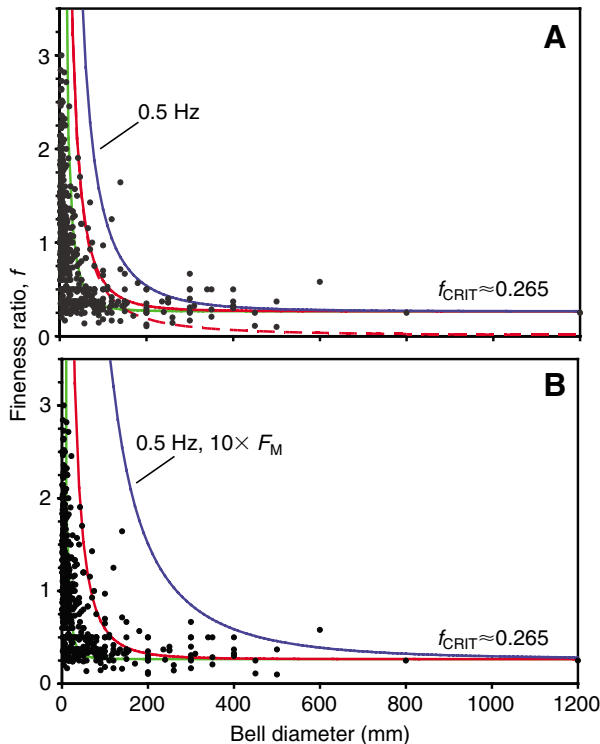 A
3
0.5 Hz
2
1
fCRIT≈0.265
0
Fineness ratio, f
B
3
0.5 Hz, 10× FM
2
1
fCRIT≈0.265
0
0 200 400 600 800 1000 1200
Bell diameter (mm)